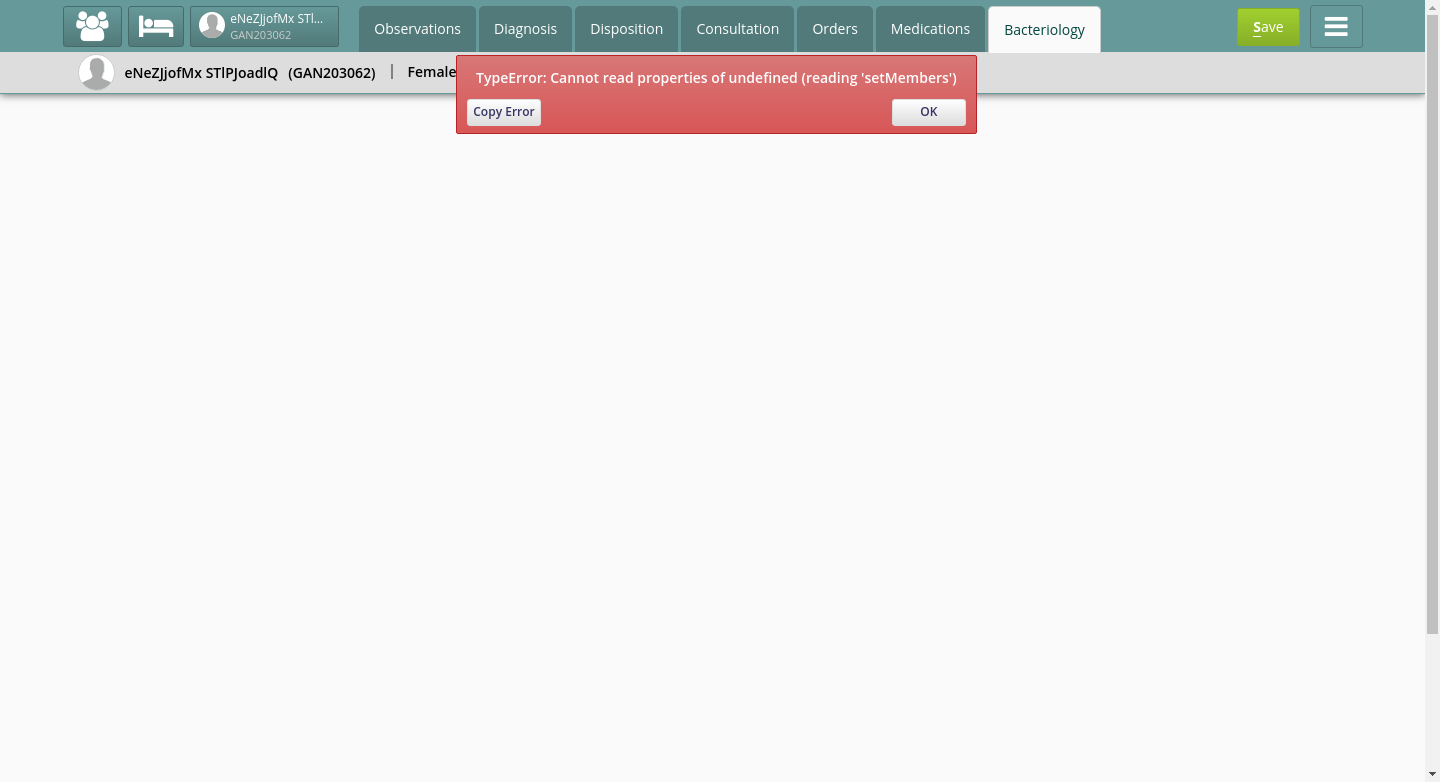 eNeZJjofMx STl...
GAN203062
Observations
Diagnosis
Disposition
Consultation
Orders
Medications
Bacteriology
Save
eNeZJjofMx STlPJoadlQ (GAN203062) | Female
TypeError: Cannot read properties of undefined (reading 'setMembers')
Copy Error
OK